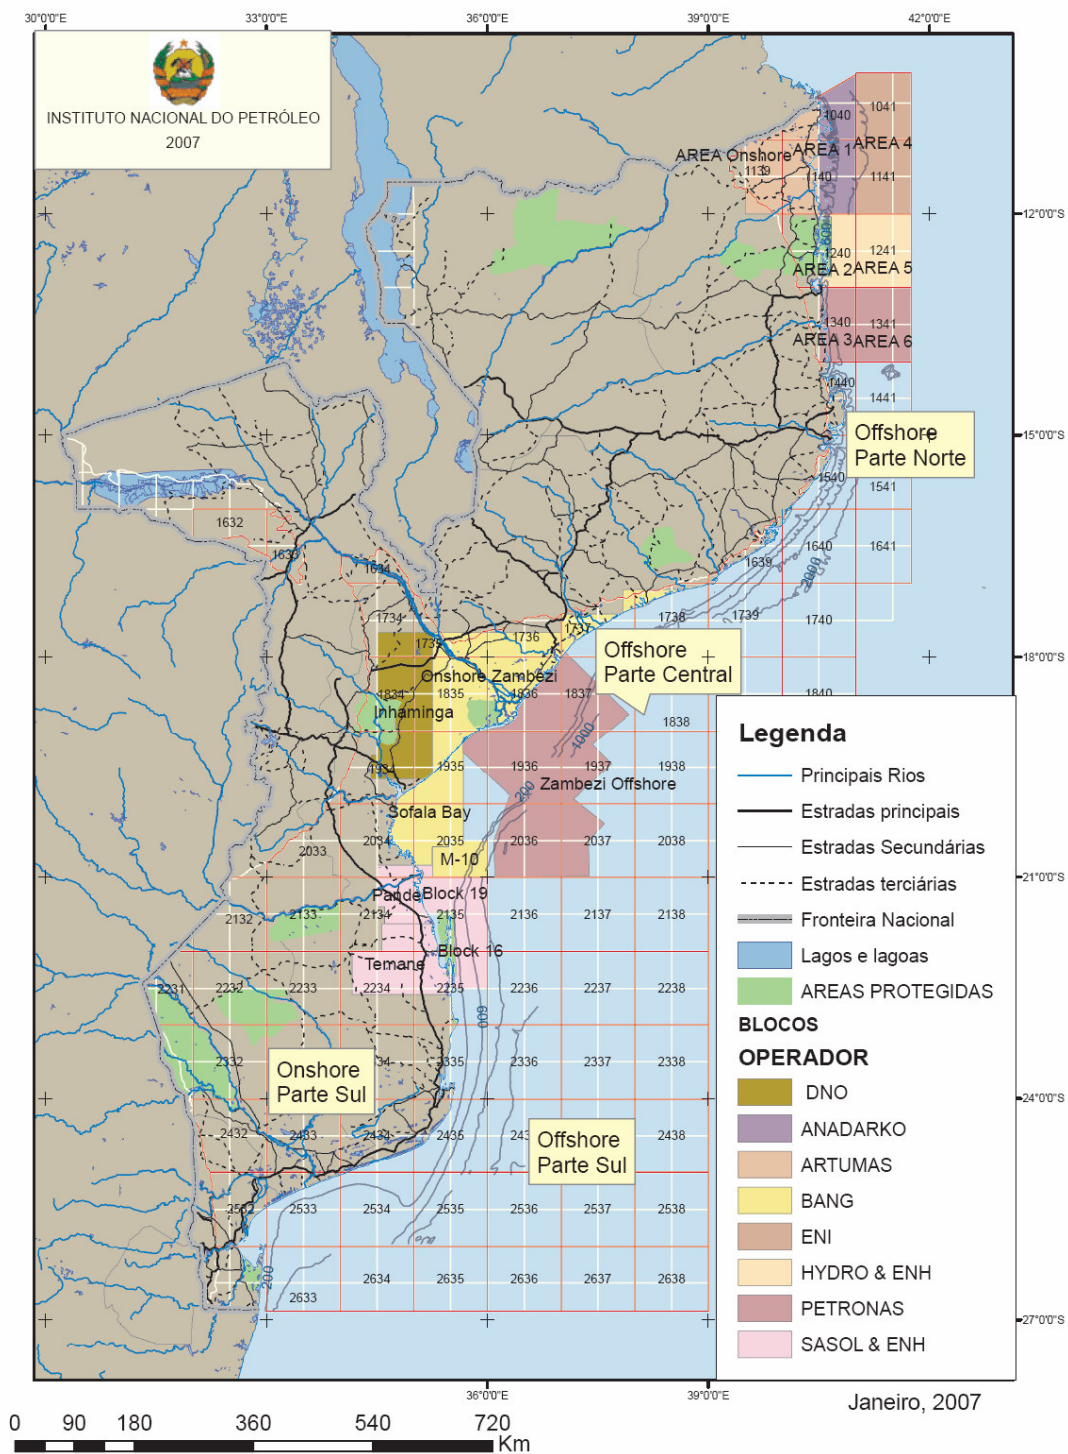 30°0'0"E 33°0'0"E 36°0'0"E 39°0'0"E 42°0'0"E
INSTITUTO NACIONAL DO PETRÓLEO
2007
1040 1041
AREA Onshore AREA 1 AREA 4
1139 1140 1141
12°0'0"S
600
1240 1241
AREA 2 AREA 5
1340 1341
AREA 3 AREA 6
1440 1441
Offshore
Parte Norte
15°0'0"S
1540 1541
1632
1633
1640 1641
1639
1634
2000
1734 1738 1739 1740
1735 1736 1737
Offshore
Parte Central
18°0'0"S
Onshore Zambezi
1834 1835 1836 1837 1840
Inhaminga
1838
1000
1934 1935 1936 1937 1938
Zambezi Offshore
200
Sofala Bay
2033 2034 2035 2036 2038
M-10
21°0'0"S
Pande Block 19
2132 2133 2134 2135 2136 2137 2138
Block 16
Temane
2231 2232 2233 2234 2235 2236 2237 2238
600
2332 2335 2336 2337 2338
Onshore
Parte Sul
24°0'0"S
2432 2433 2434 2435 2438
Offshore
Parte Sul
2532 2533 2534 2535 2536 2537 2538
200
2633 2634 2635 2636 2637 2638
27°0'0"S
Legenda
Principais Rios
Estradas principais
Estradas Secundárias
Estradas terciárias
Fronteira Nacional
Lagos e lagoas
AREAS PROTEGIDAS
BLOCOS
OPERADOR
DNO
ANADARKO
ARTUMAS
BANG
ENI
HYDRO & ENH
PETRONAS
SASOL & ENH
36°0'0"E 39°0'0"E
Janeiro, 2007
0 90 180 360 540 720
Km